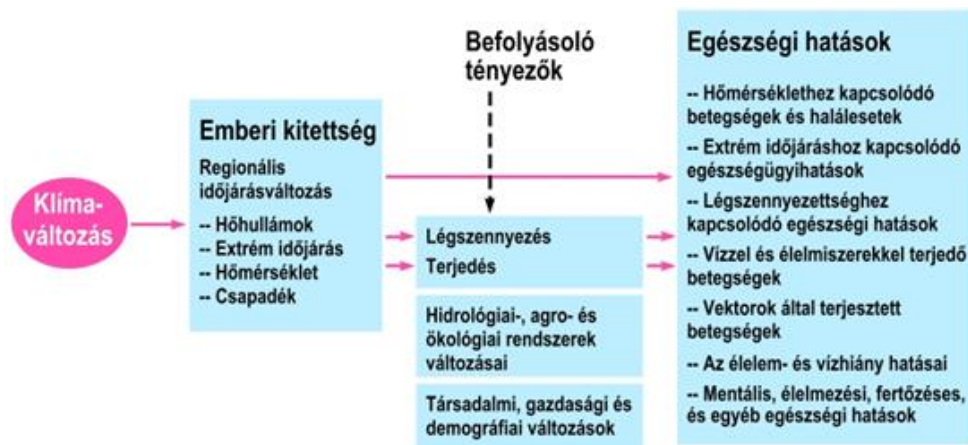 Klíma-
változás
Emberi kitettség
Regionális
időjárásváltozás
-- Hőhullámok
-- Extrém időjárás
-- Hőmérséklet
-- Csapadék
Befolyásoló
tényezők
Légszennyezés
Terjedés
Hidrológiai-, agro- és
ökológiai rendszerek
változásai
Társadalmi, gazdasági és
demográfiai változások
Egészségi hatások
-- Hőmérséklethez kapcsolódó
betegségek és halálesetek
-- Extrém időjáráshoz kapcsolódó
egészségügyihatások
-- Légszennyezettséghez
kapcsolódó egészségi hatások
-- Vízzel és élelmiszerekkel terjedő
betegségek
-- Vektorok által terjesztett
betegségek
-- Az élelem- és vízhiány hatásai
-- Mentális, élelmezési, fertőzéses,
és egyéb egészségi hatások